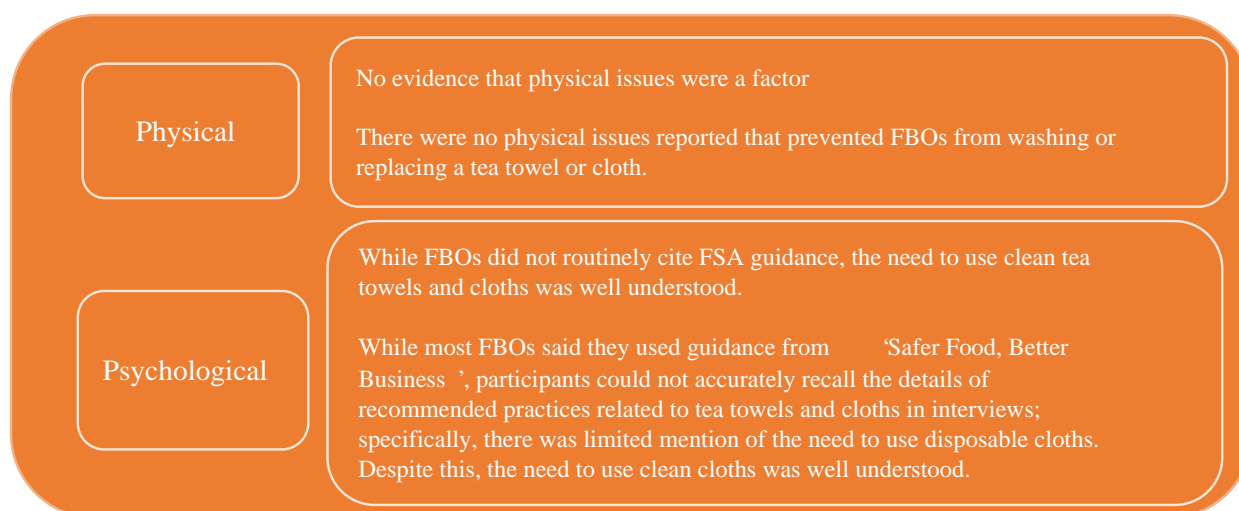 Physical
No evidence that physical issues were a factor
There were no physical issues reported that prevented FBOs from washing or
replacing a tea towel or cloth.
Psychological
While FBOs did not routinely cite FSA guidance, the need to use clean tea
towels and cloths was well understood.
While most FBOs said they used guidance from ‘Safer Food, Better
Business ’, participants could not accurately recall the details of
recommended practices related to tea towels and cloths in interviews;
specifically, there was limited mention of the need to use disposable cloths.
Despite this, the need to use clean cloths was well understood.